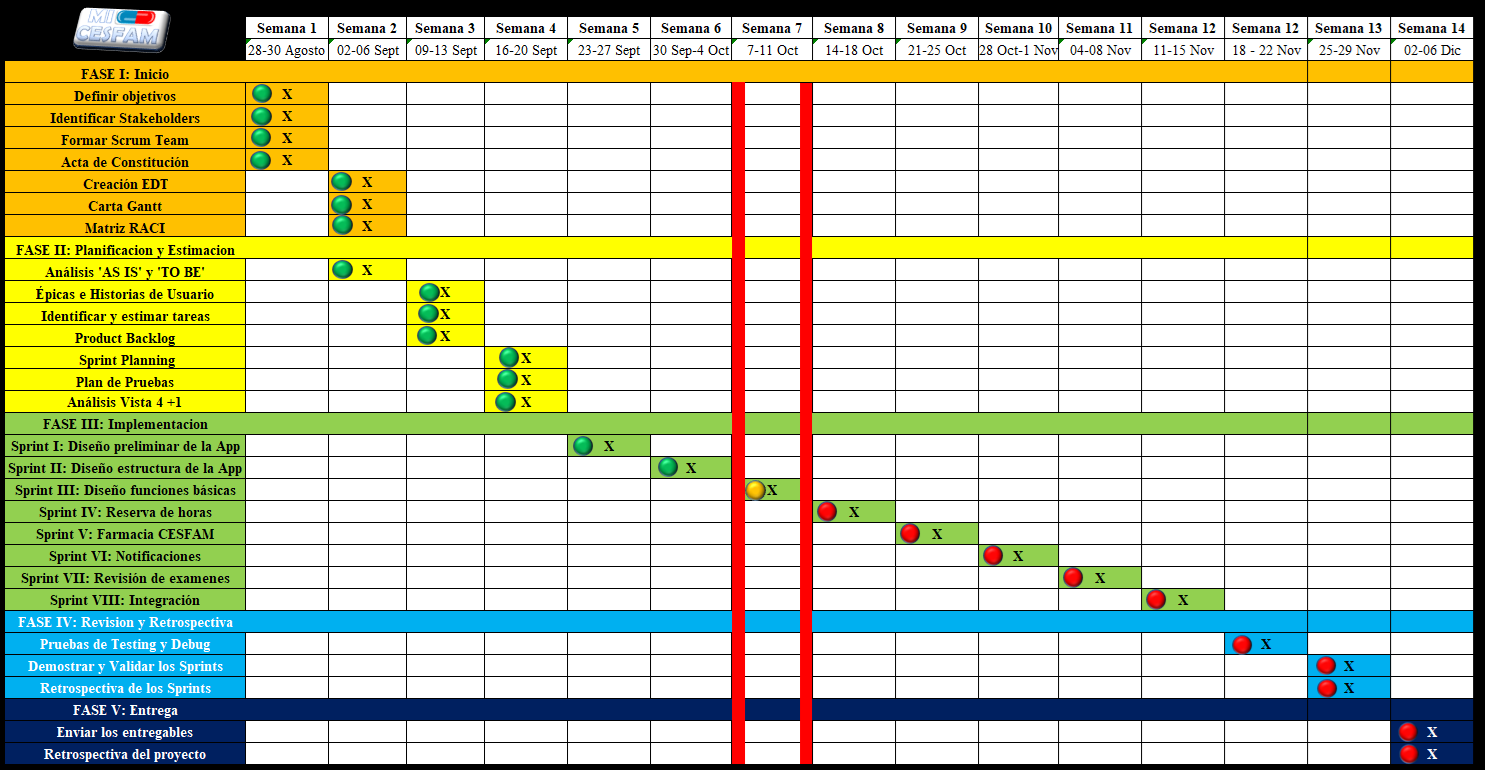 MI CESFAM
Semana 1 Semana 2 Semana 3 Semana 4 Semana 5 Semana 6 Semana 7 Semana 8 Semana 9 Semana 10 Semana 11 Semana 12 Semana 12 Semana 13 Semana 14
28-30 Agosto 02-06 Sept 09-13 Sept 16-20 Sept 23-27 Sept 30 Sep-4 Oct 7-11 Oct 14-18 Oct 21-25 Oct 28 Oct-1 Nov 04-08 Nov 11-15 Nov 18 - 22 Nov 25-29 Nov 02-06 Dic
FASE I: Inicio
Definir objetivos X
Identificar Stakeholders X
Formar Scrum Team X
Acta de Constitución X
Creación EDT X
Carta Gantt X
Matriz RACI X
FASE II: Planificacion y Estimacion
Análisis 'AS IS' y 'TO BE' X
Épicas e Historias de Usuario X
Identificar y estimar tareas X
Product Backlog X
Sprint Planning X
Plan de Pruebas X
Análisis Vista 4 +1 X
FASE III: Implementacion
Sprint I: Diseño preliminar de la App X
Sprint II: Diseño estructura de la App X
Sprint III: Diseño funciones básicas X
Sprint IV: Reserva de horas X
Sprint V: Farmacia CESFAM X
Sprint VI: Notificaciones X
Sprint VII: Revisión de examenes X
Sprint VIII: Integración X
FASE IV: Revision y Retrospectiva
Pruebas de Testing y Debug X
Demostrar y Validar los Sprints X
Retrospectiva de los Sprints X
FASE V: Entrega
Enviar los entregables X
Retrospectiva del proyecto X